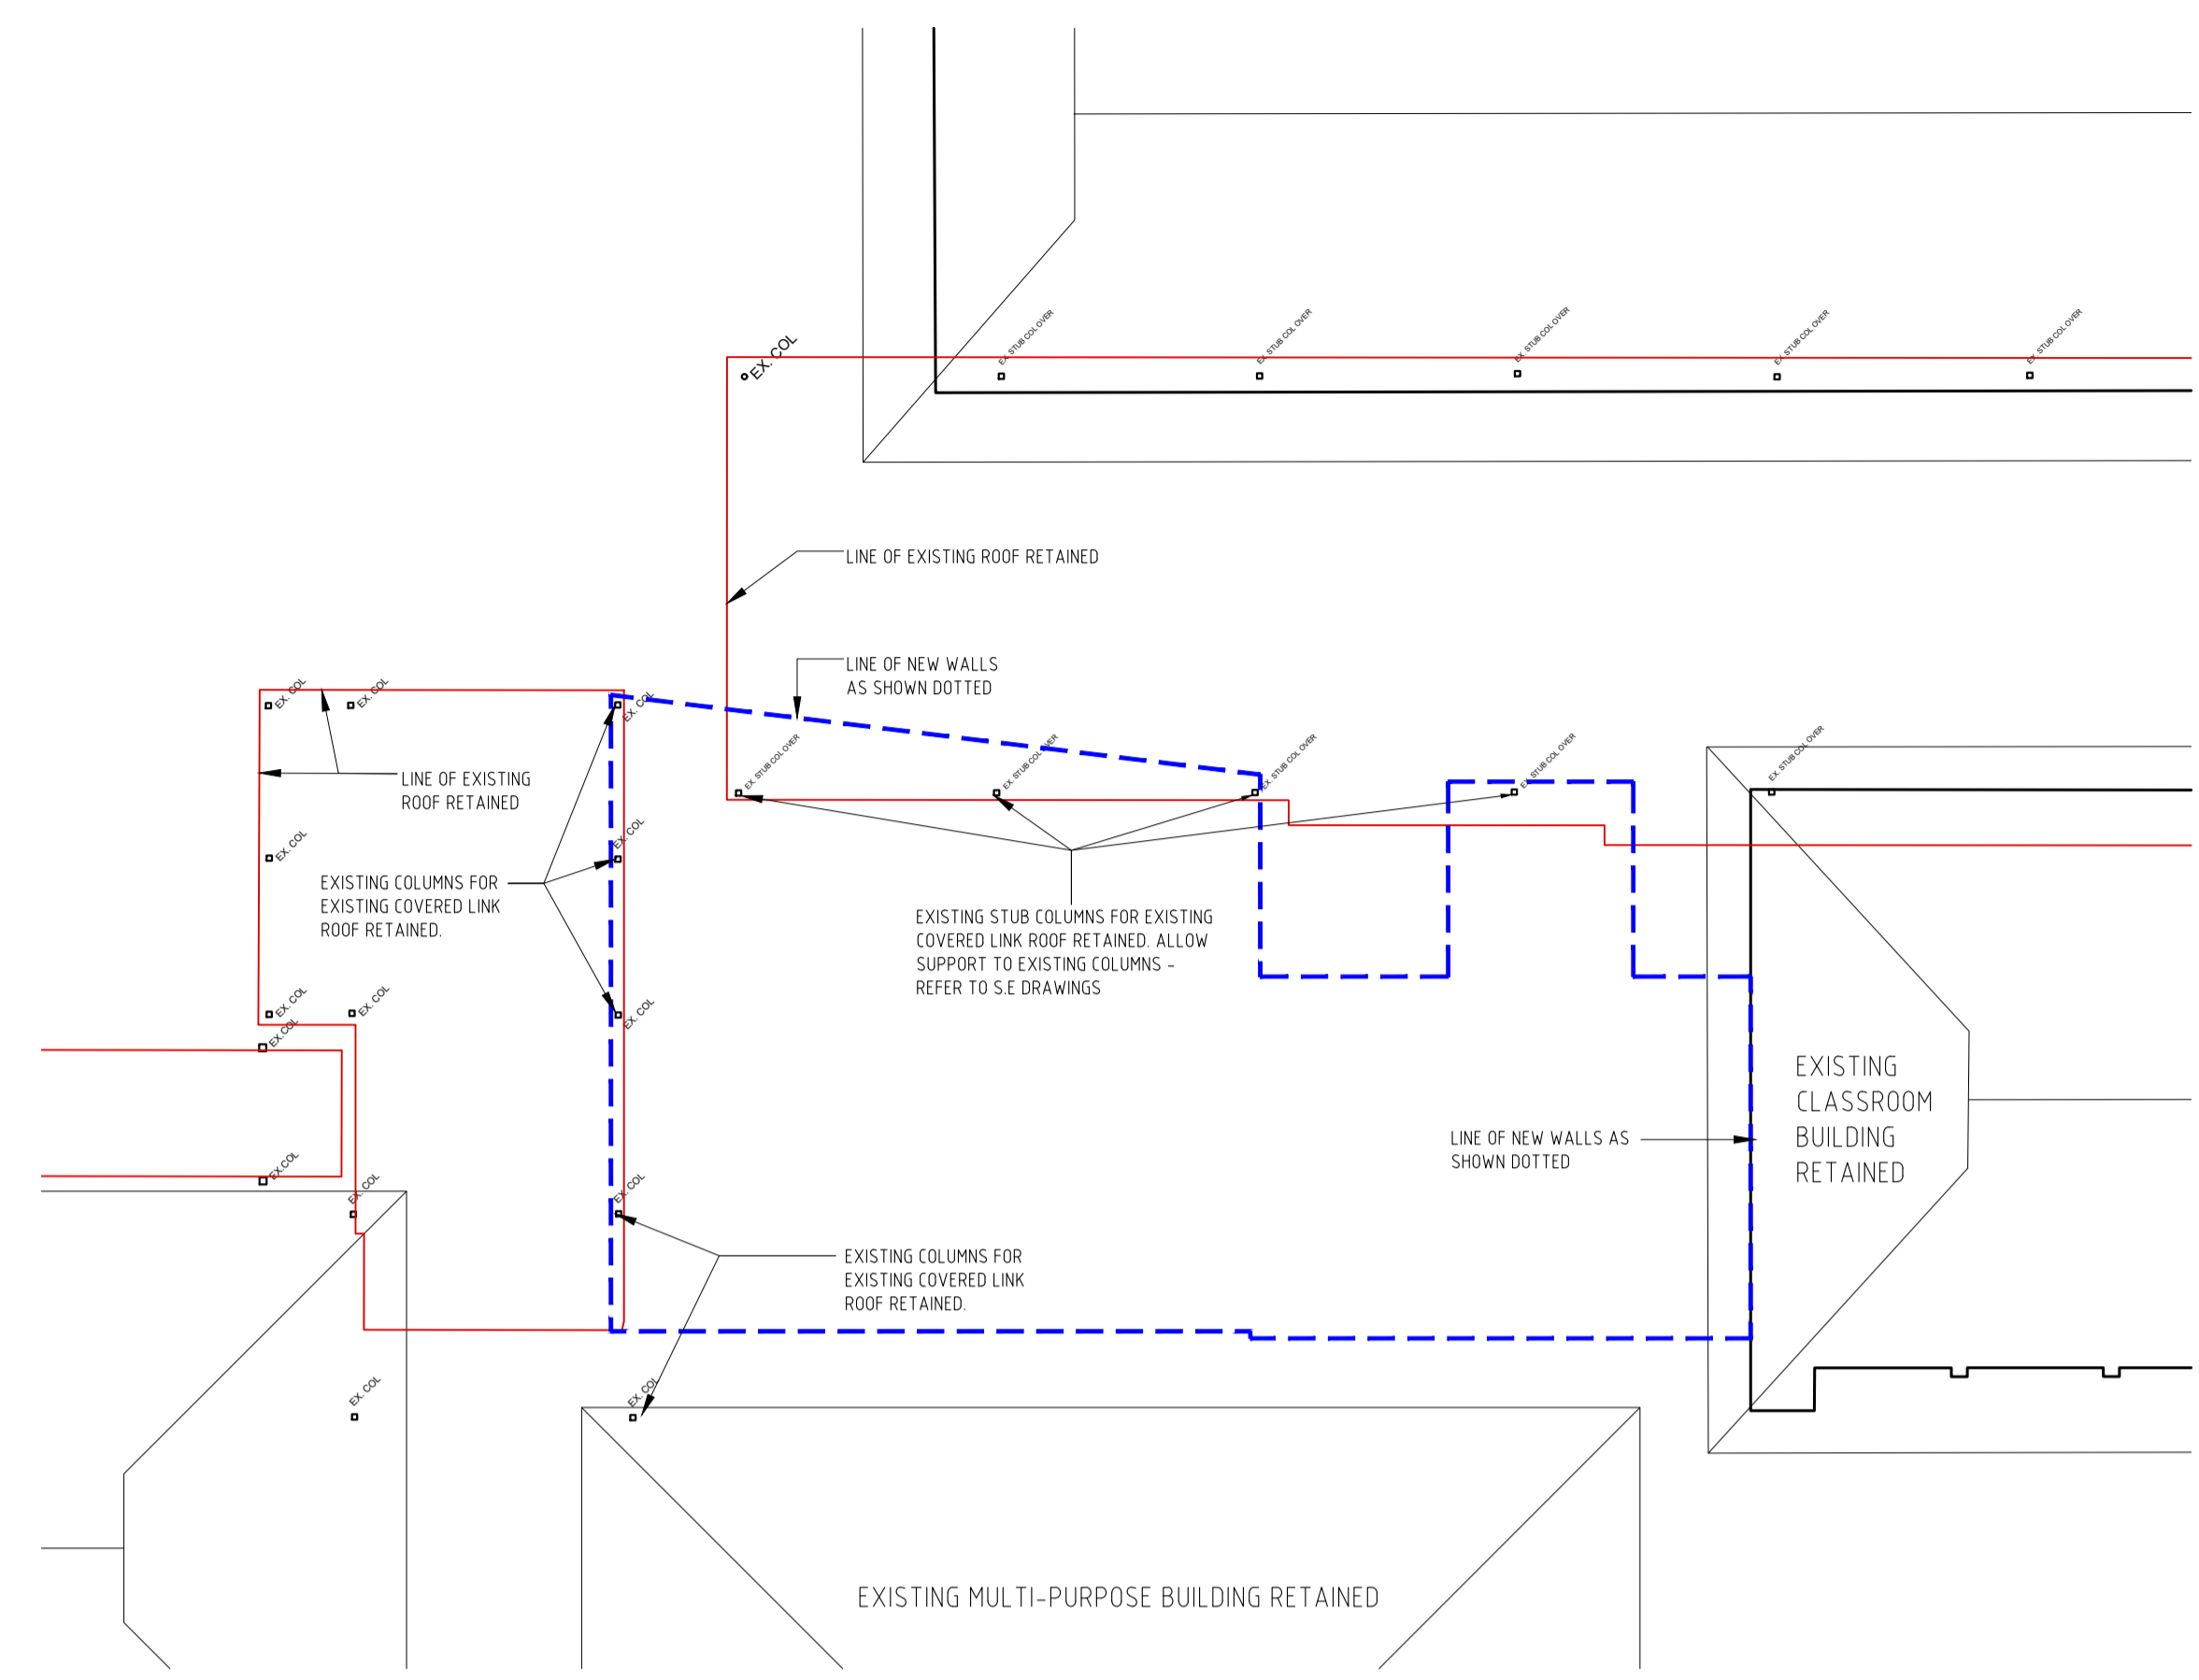 EX. COL
EX. STUB COL OVER
EX. STUB COL OVER
EX. STUB COL OVER
EX. STUB COL OVER
EX. STUB COL OVER
LINE OF EXISTING ROOF RETAINED
LINE OF NEW WALLS
AS SHOWN DOTTED
EX. COL
EX. COL
EX. COL
EX. STUB COL OVER
EX. STUB COL OVER
EX. STUB COL OVER
EX. STUB COL OVER
EX. STUB COL OVER
LINE OF EXISTING
ROOF RETAINED
EX. COL
EX. COL
EXISTING COLUMNS FOR
EXISTING COVERED LINK
ROOF RETAINED.
EXISTING STUB COLUMNS FOR EXISTING
COVERED LINK ROOF RETAINED. ALLOW
SUPPORT TO EXISTING COLUMNS -
REFER TO S.E DRAWINGS
EX. COL
EX. COL
EX. COL
EX.COL
EXISTING
CLASSROOM
BUILDING
RETAINED
LINE OF NEW WALLS AS
SHOWN DOTTED
EX.COL
EX. COL
EX. COL
EXISTING COLUMNS FOR
EXISTING COVERED LINK
ROOF RETAINED.
EX. COL
EX. COL
EXISTING MULTI-PURPOSE BUILDING RETAINED